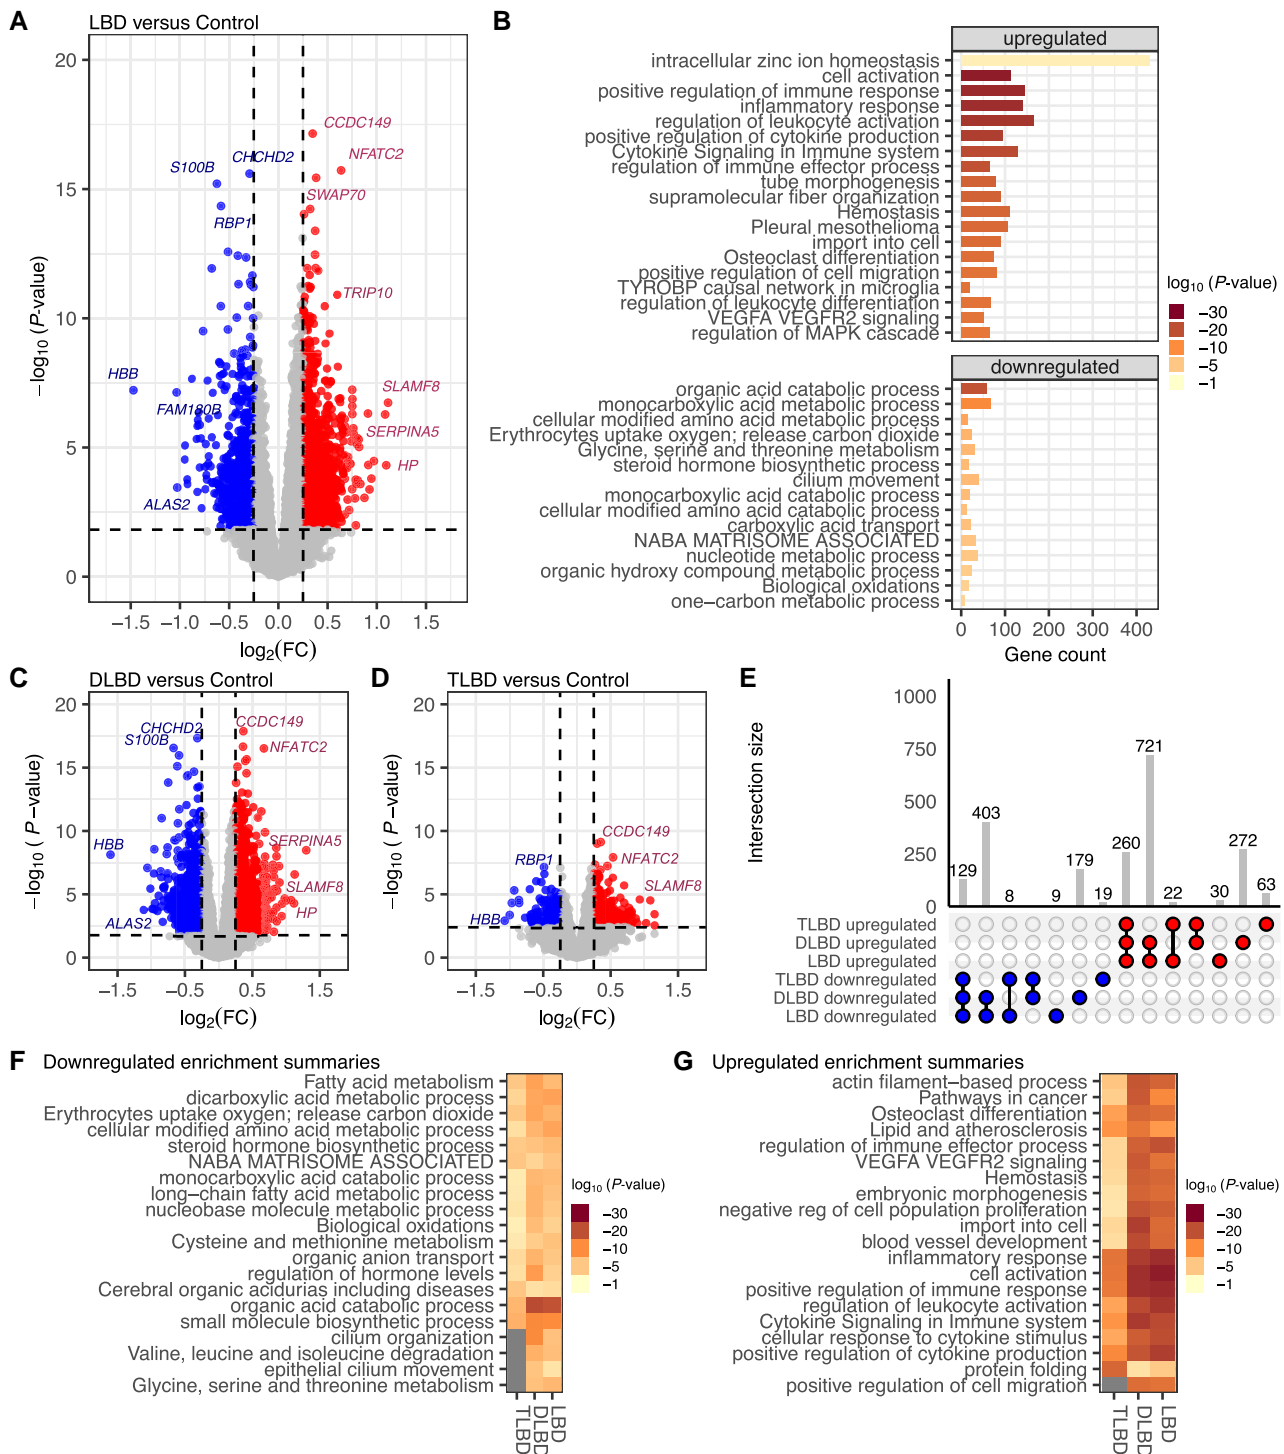 A
LBD versus Control
20
15
10
5
0
−log10 (P-value)
CCDC149
NFATC2
CHCHD2
S100B
SWAP70
RBP1
TRIP10
HBB
SLAMF8
FAM180B
SERPINA5
HP
ALAS2
−1.5 −1.0 −0.5 0.0 0.5 1.0 1.5
log2(FC)
B
upregulated
intracellular zinc ion homeostasis
cell activation
positive regulation of immune response
inflammatory response
regulation of leukocyte activation
positive regulation of cytokine production
Cytokine Signaling in Immune system
regulation of immune effector process
tube morphogenesis
supramolecular fiber organization
Hemostasis
Pleural mesothelioma
import into cell
Osteoclast differentiation
positive regulation of cell migration
TYROBP causal network in microglia
regulation of leukocyte differentiation
VEGFA VEGFR2 signaling
regulation of MAPK cascade
downregulated
organic acid catabolic process
monocarboxylic acid metabolic process
cellular modified amino acid metabolic process
Erythrocytes uptake oxygen; release carbon dioxide
Glycine, serine and threonine metabolism
steroid hormone biosynthetic process
cilium movement
monocarboxylic acid catabolic process
cellular modified amino acid catabolic process
carboxylic acid transport
NABA MATRISOME ASSOCIATED
nucleotide metabolic process
organic hydroxy compound metabolic process
Biological oxidations
one−carbon metabolic process
0 100 200 300 400
Gene count
log10 (P-value)
−30
−20
−10
−5
−1
C
DLBD versus Control
20
15
10
5
0
−log10 ( P −value)
CCDC149
CHCHD2
S100B
NFATC2
HBB
SERPINA5
SLAMF8
HP
ALAS2
−1.5 −0.5 0.5 1.5
log2(FC)
D
TLBD versus Control
20
15
10
5
0
−log10 ( P −value)
CCDC149
RBP1
NFATC2
SLAMF8
HBB
−1.5 −0.5 0.5 1.5
log2(FC)
E
Intersection size
1000
750
500
250
0
129
403
8
9
179
19
260
721
22
30
272
63
TLBD upregulated
DLBD upregulated
LBD upregulated
TLBD downregulated
DLBD downregulated
LBD downregulated
F
Downregulated enrichment summaries
Fatty acid metabolism
dicarboxylic acid metabolic process
Erythrocytes uptake oxygen; release carbon dioxide
cellular modified amino acid metabolic process
steroid hormone biosynthetic process
NABA MATRISOME ASSOCIATED
monocarboxylic acid catabolic process
long−chain fatty acid metabolic process
nucleobase molecule metabolic process
Biological oxidations
Cysteine and methionine metabolism
organic anion transport
regulation of hormone levels
Cerebral organic acidurias including diseases
organic acid catabolic process
small molecule biosynthetic process
cilium organization
Valine, leucine and isoleucine degradation
epithelial cilium movement
Glycine, serine and threonine metabolism
TLBD
DLBD
LBD
log10 (P-value)
−30
−20
−10
−5
−1
G
Upregulated enrichment summaries
actin filament−based process
Pathways in cancer
Osteoclast differentiation
Lipid and atherosclerosis
regulation of immune effector process
VEGFA VEGFR2 signaling
Hemostasis
embryonic morphogenesis
negative reg of cell population proliferation
import into cell
blood vessel development
inflammatory response
cell activation
positive regulation of immune response
regulation of leukocyte activation
Cytokine Signaling in Immune system
cellular response to cytokine stimulus
positive regulation of cytokine production
protein folding
positive regulation of cell migration
TLBD
DLBD
LBD
log10 (P-value)
−30
−20
−10
−5
−1